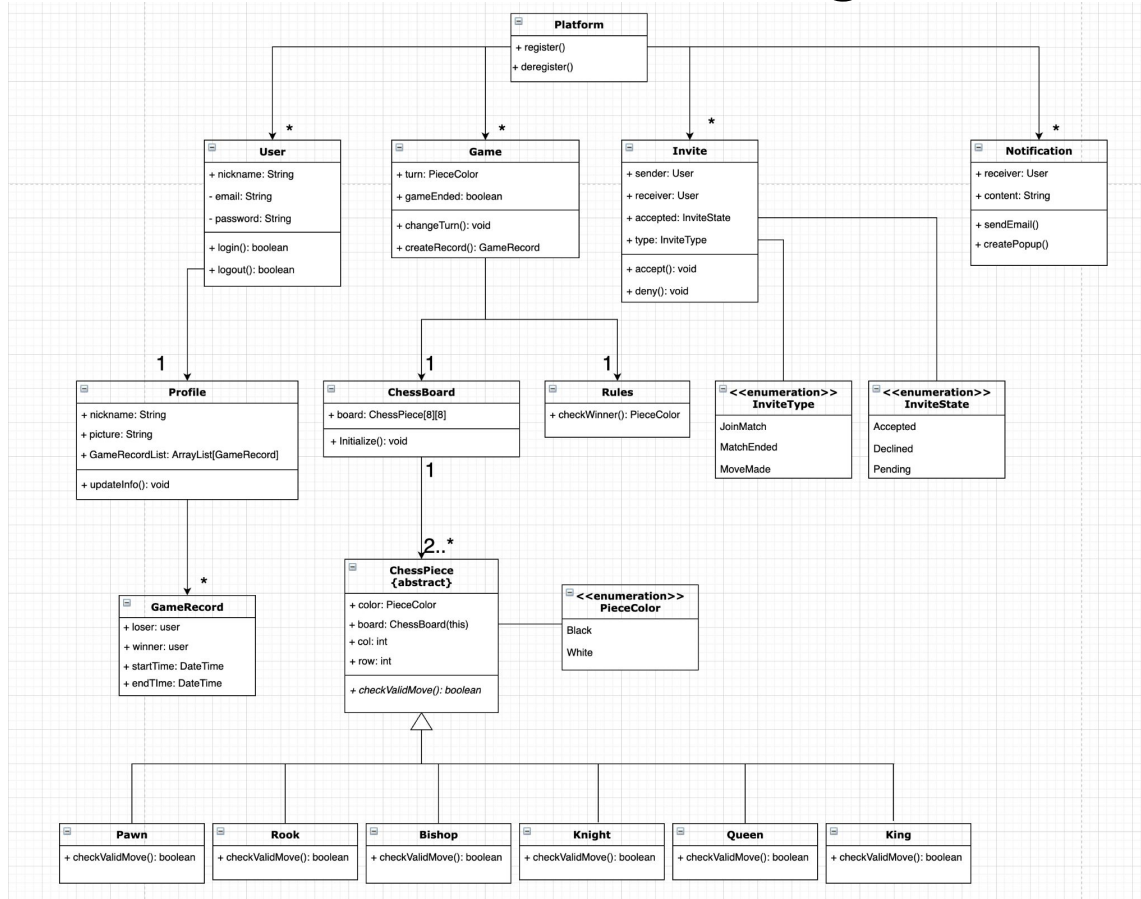 Platform
+ register()
+ deregister()
*
*
*
*
User
+ nickname: String
- email: String
- password: String
+ login(): boolean
+ logout(): boolean
Game
+ turn: PieceColor
+ gameEnded: boolean
+ changeTurn(): void
+ createRecord(): GameRecord
Invite
+ sender: User
+ receiver: User
+ accepted: InviteState
+ type: InviteType
+ accept(): void
+ deny(): void
Notification
+ receiver: User
+ content: String
+ sendEmail()
+ createPopup()
1
1
1
Profile
+ nickname: String
+ picture: String
+ GameRecordList: ArrayList[GameRecord]
+ updateInfo(): void
ChessBoard
+ board: ChessPiece[8][8]
+ Initialize(): void
Rules
+ checkWinner(): PieceColor
<<enumeration>>
InviteType
JoinMatch
MatchEnded
MoveMade
<<enumeration>>
InviteState
Accepted
Declined
Pending
1
2..*
*
GameRecord
+ loser: user
+ winner: user
+ startTime: DateTime
+ endTIme: DateTime
ChessPiece
{abstract}
+ color: PieceColor
+ board: ChessBoard(this)
+ col: int
+ row: int
+ checkValidMove(): boolean
<<enumeration>>
PieceColor
Black
White
Pawn
+ checkValidMove(): boolean
Rook
+ checkValidMove(): boolean
Bishop
+ checkValidMove(): boolean
Knight
+ checkValidMove(): boolean
Queen
+ checkValidMove(): boolean
King
+ checkValidMove(): boolean